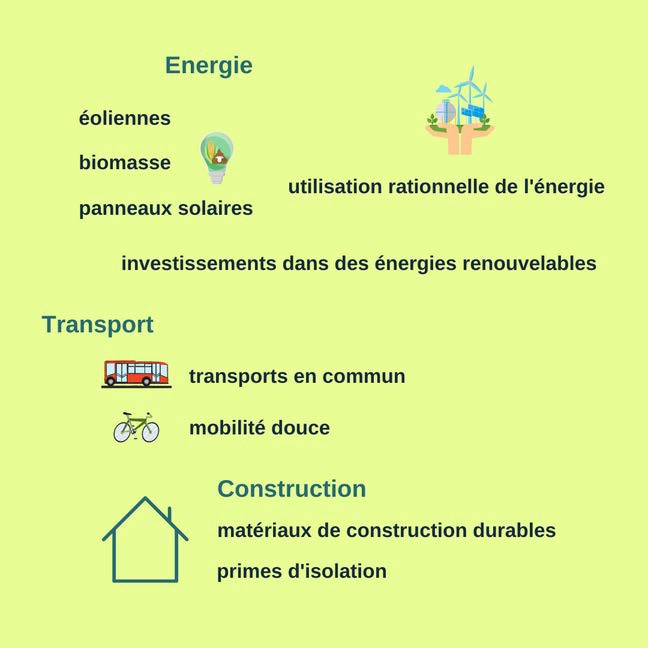 Energie
éoliennes
biomasse
panneaux solaires
utilisation rationnelle de l'énergie
investissements dans des énergies renouvelables
Transport
transports en commun
mobilité douce
Construction
matériaux de construction durables
primes d'isolation